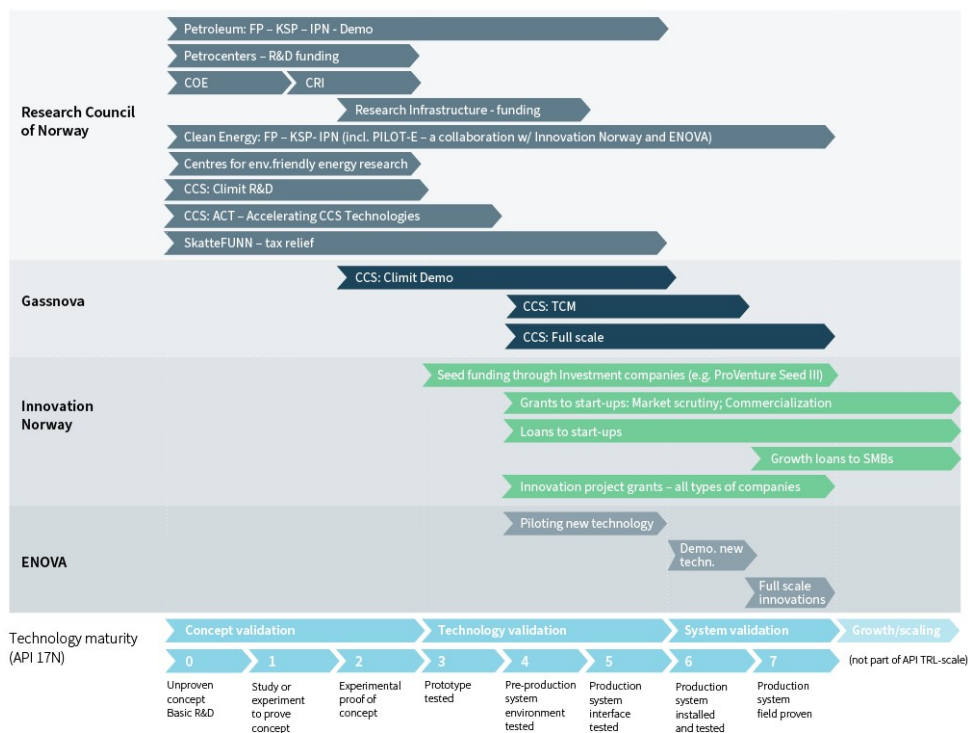 Petroleum: FP – KSP – IPN - Demo
Petrocenters – R&D funding
COE
CRI
Research Infrastructure - funding
Research Council
of Norway
Clean Energy: FP – KSP- IPN (incl. PILOT-E – a collaboration w/ Innovation Norway and ENOVA)
Centres for env.friendly energy research
CCS: Climit R&D
CCS: ACT – Accelerating CCS Technologies
SkatteFUNN – tax relief
Gassnova
CCS: Climit Demo
CCS: TCM
CCS: Full scale
Innovation
Norway
Seed funding through Investment companies (e.g. ProVenture Seed III)
Grants to start-ups: Market scrutiny; Commercialization
Loans to start-ups
Growth loans to SMBs
Innovation project grants – all types of companies
ENOVA
Piloting new technology
Demo. new
techn.
Full scale
innovations
Technology maturity
(API 17N)
Concept validation
Technology validation
System validation
Growth/scaling
0
1
2
3
4
5
6
7
(not part of API TRL-scale)
Unproven
concept
Basic R&D
Study or
experiment
to prove
concept
Experimental
proof of
concept
Prototype
tested
Pre-production
system
environment
tested
Production
system
interface
tested
Production
system
installed
and tested
Production
system
field proven